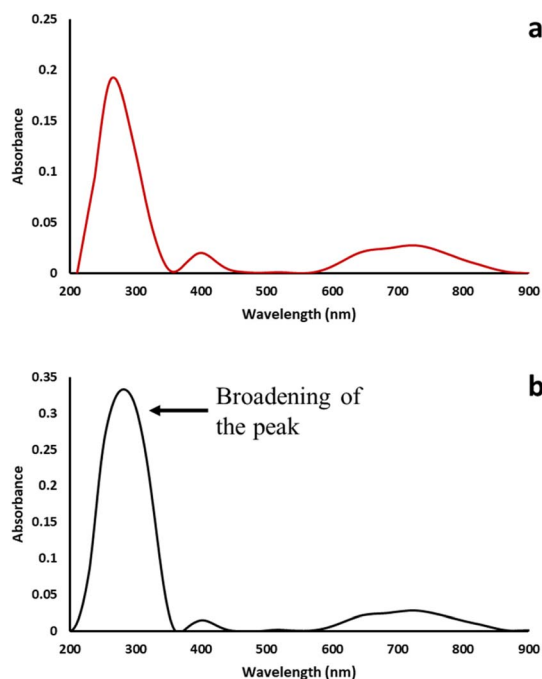 a
0.25
0.2
0.15
0.1
0.05
0
Absorbance
200 300 400 500 600 700 800 900
Wavelength (nm)
b
0.35
0.3
0.25
0.2
0.15
0.1
0.05
0
Absorbance
Broadening of
the peak
200 300 400 500 600 700 800 900
Wavelength (nm)